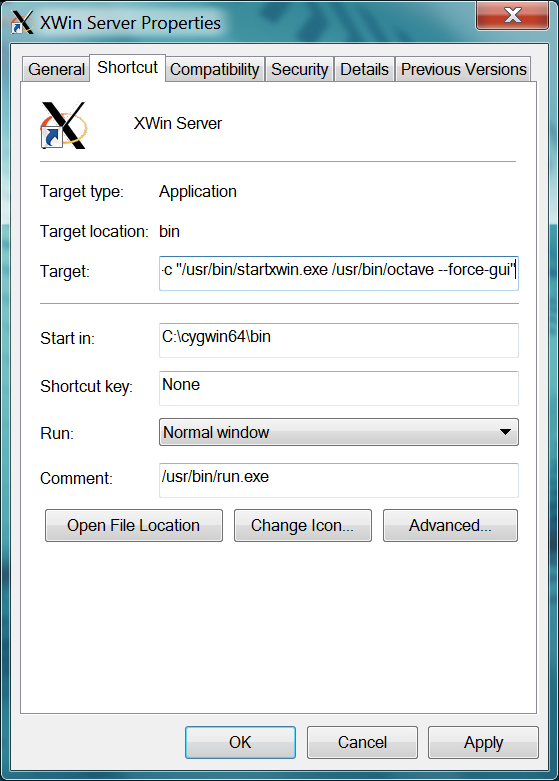 XWin Server Properties
General Shortcut Compatibility Security Details Previous Versions
XWin Server
Target type: Application
Target location: bin
Target: -c "/usr/bin/startxwin.exe /usr/bin/octave --force-gui"
Start in: C:\cygwin64\bin
Shortcut key: None
Run: Normal window
Comment: /usr/bin/run.exe
Open File Location Change Icon... Advanced...
OK Cancel Apply